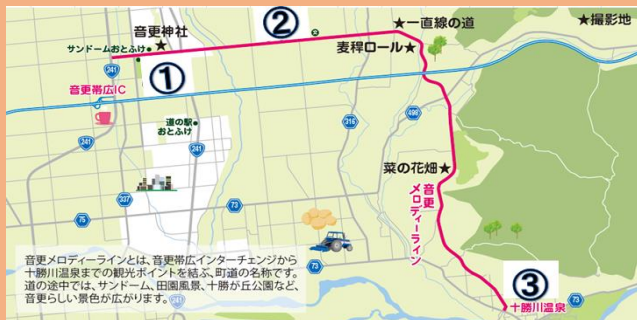 ②
★一直線の道
★撮影地
音更神社
★
麦稈ロール★
サンドームおとふけ
241
①
音更帯広IC
道の駅
おとふけ
241
241
316
498
菜の花畑★
音更
メロディーライン
337
73
75
73
73
73
音更メロディーラインとは、音更帯広インターチェンジから
十勝川温泉までの観光ポイントを結ぶ、町道の名称です。
道の途中では、サンドーム、田園風景、十勝が丘公園など、
音更らしい景色が広がります。
③
十勝川温泉